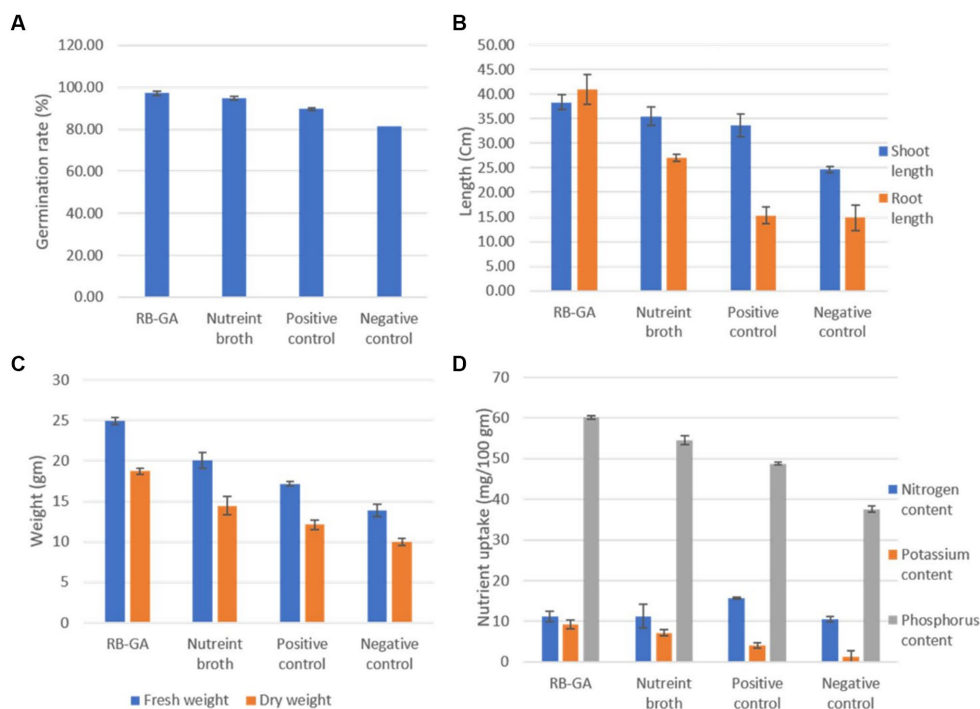 A
120.00
100.00
80.00
60.00
40.00
20.00
0.00
Germination rate (%)
RB-GA
Nutreint
broth
Positive
control
Negative
control
B
50.00
45.00
40.00
35.00
30.00
25.00
20.00
15.00
10.00
5.00
0.00
Length (Cm)
RB-GA
Nutreint
broth
Positive
control
Negative
control
Shoot
length
Root
length
C
30
25
20
15
10
5
0
Weight (gm)
RB-GA
Nutreint
broth
Positive
control
Negative
control
Fresh weight
Dry weight
D
70
60
50
40
30
20
10
0
Nutrient uptake (mg/100 gm)
RB-GA
Nutreint
broth
Positive
control
Negative
control
Nitrogen
content
Potassium
content
Phosphorus
content